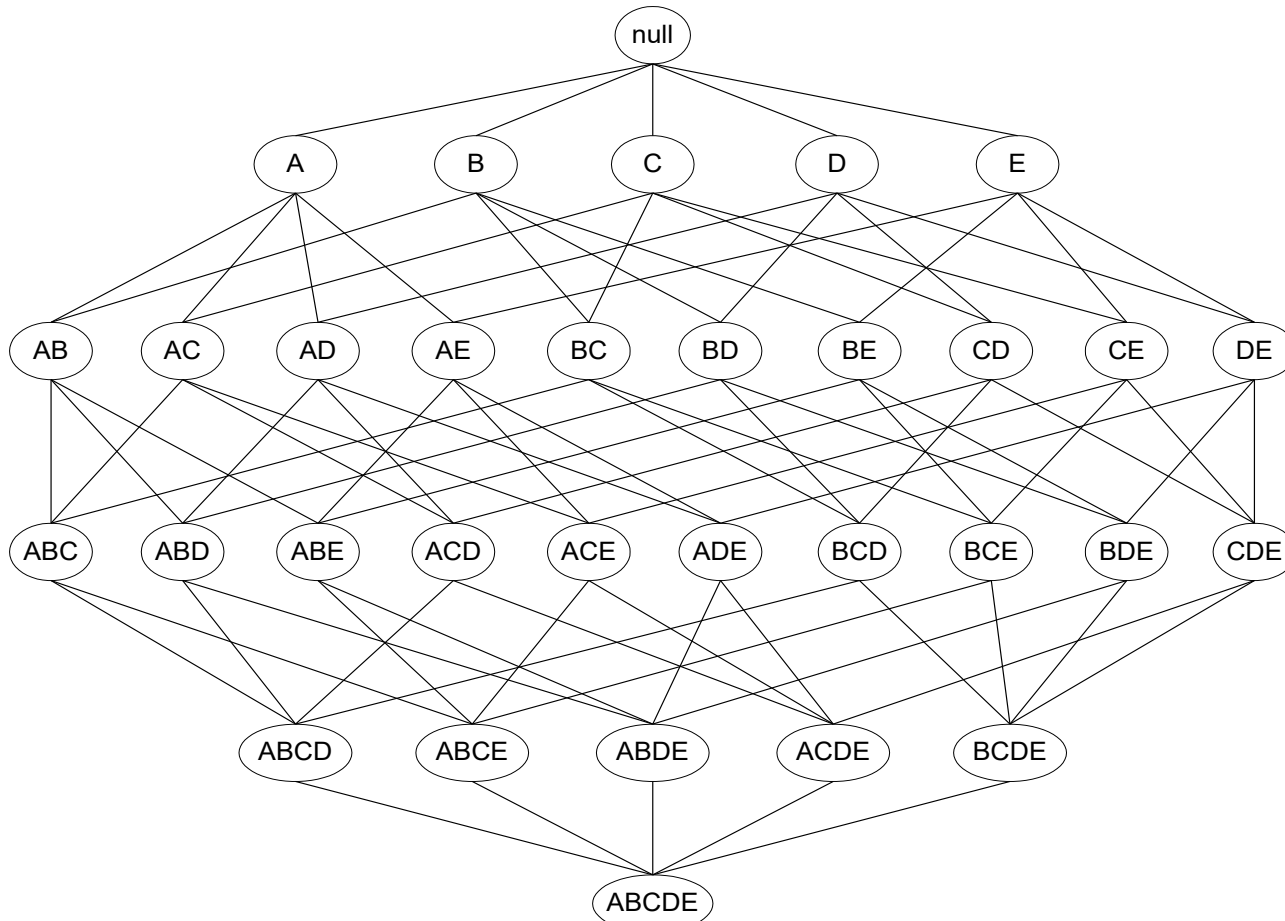 null
A B C D E
AB AC AD AE BC BD BE CD CE DE
ABC ABD ABE ACD ACE ADE BCD BCE BDE CDE
ABCD ABCE ABDE ACDE BCDE
ABCDE